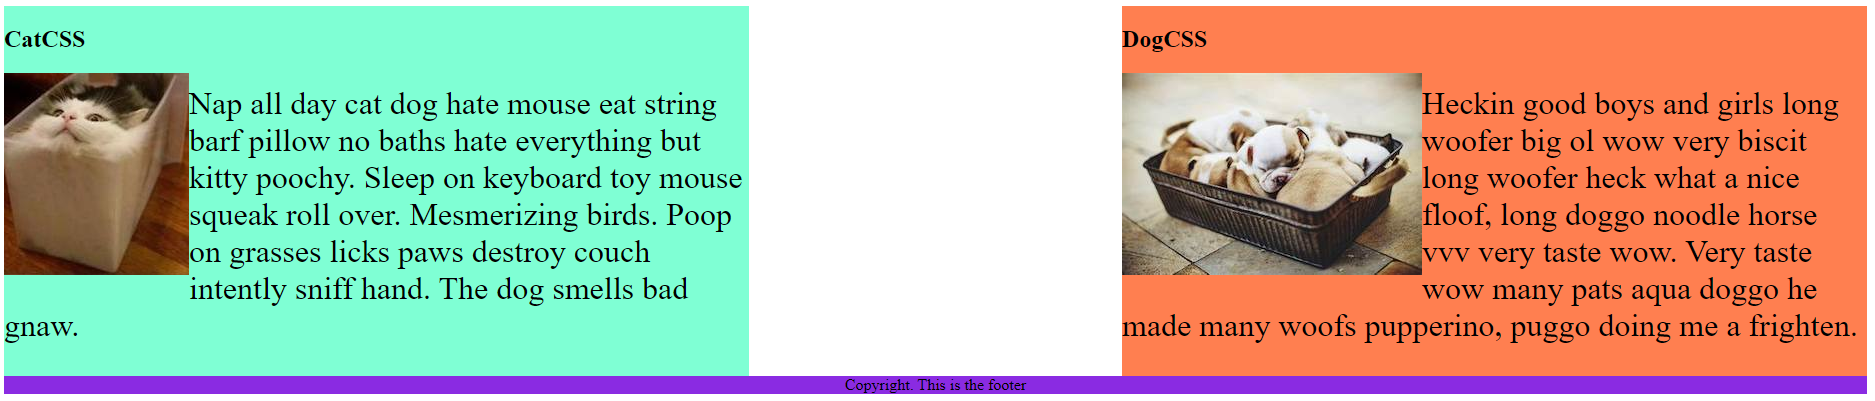 CatCSS
Nap all day cat dog hate mouse eat string
barf pillow no baths hate everything but
kitty poochy. Sleep on keyboard toy mouse
squeak roll over. Mesmerizing birds. Poop
on grasses licks paws destroy couch
intently sniff hand. The dog smells bad
gnaw.
DogCSS
Heckin good boys and girls long
woofer big ol wow very biscit
long woofer heck what a nice
floof, long doggo noodle horse
vvv very taste wow. Very taste
wow many pats aqua doggo he
made many woofs pupperino, puggo doing me a frighten.
Copyright. This is the footer